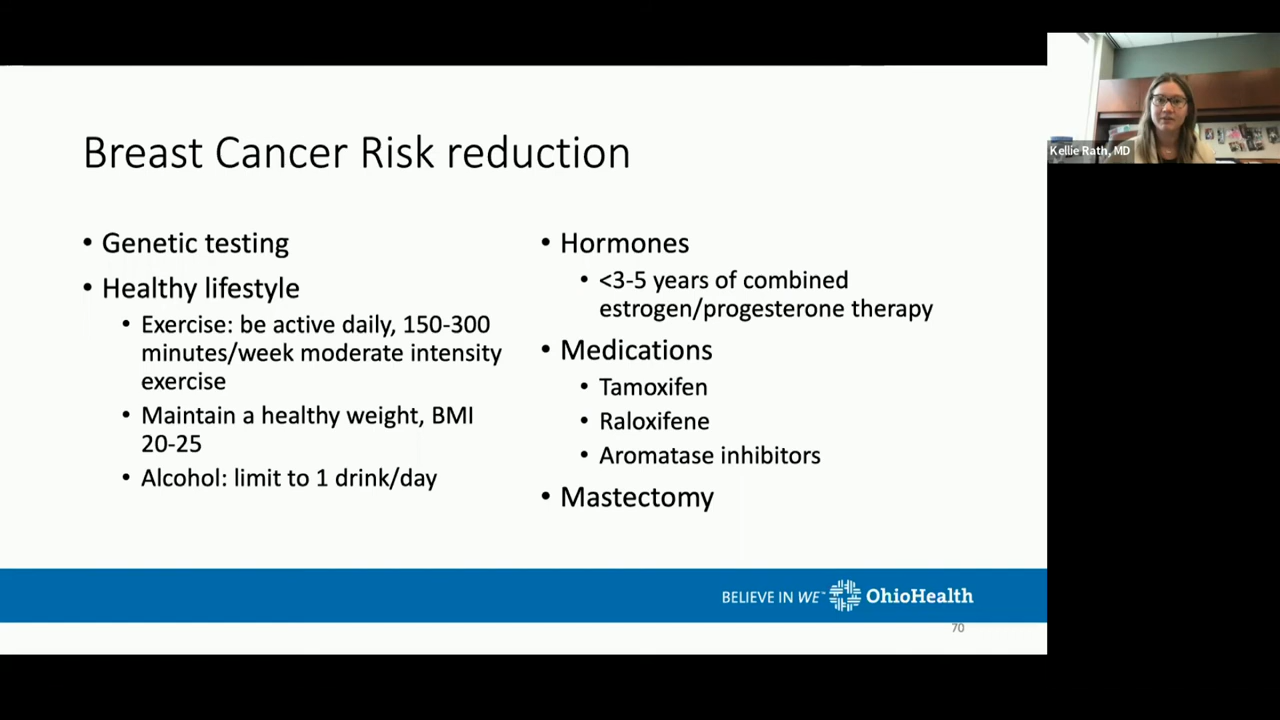 Breast Cancer Risk reduction
• Genetic testing
• Healthy lifestyle
• Exercise: be active daily, 150-300
minutes/week moderate intensity
exercise
• Maintain a healthy weight, BMI
20-25
• Alcohol: limit to 1 drink/day
• Hormones
• <3-5 years of combined
estrogen/progesterone therapy
• Medications
• Tamoxifen
• Raloxifene
• Aromatase inhibitors
• Mastectomy
BELIEVE IN WE™ OhioHealth
70
Kellie Rath, MD